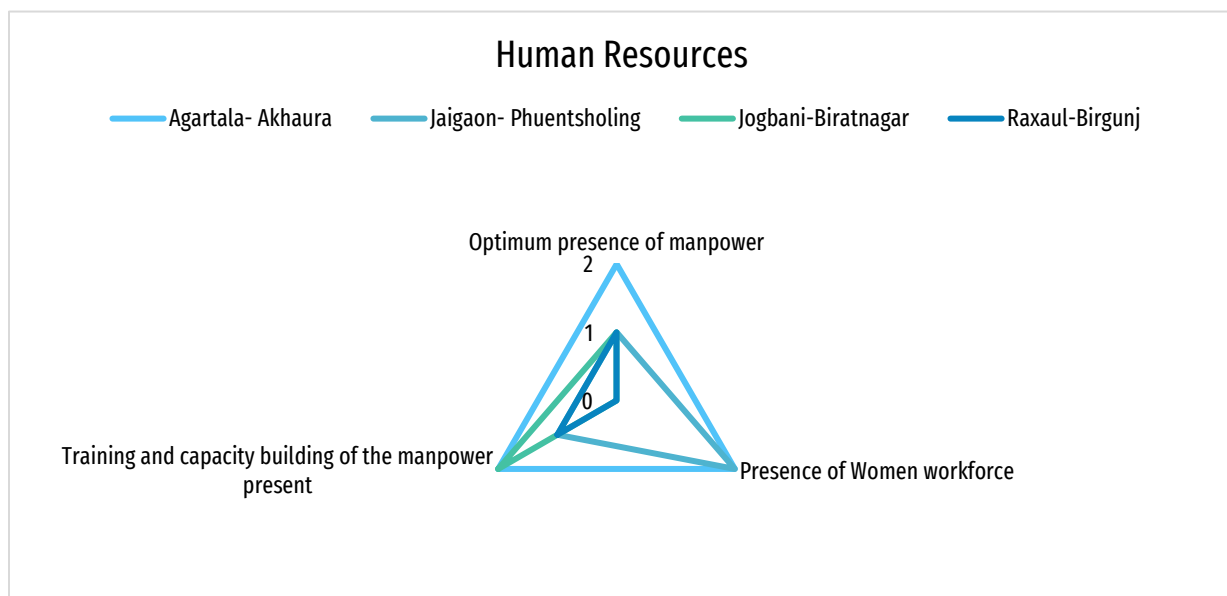 Human Resources
Agartala- Akhaura
Jaigaon- Phuentsholing
Jogbani-Biratnagar
Raxaul-Birgunj
Optimum presence of manpower
2
1
0
Training and capacity building of the manpower
present
Presence of Women workforce